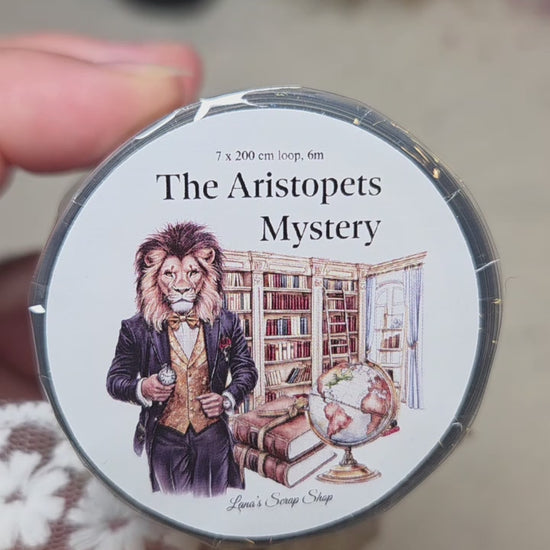 7 x 200 cm loop, 6m
The Aristopets
Mystery
Lana's Scrap Shop